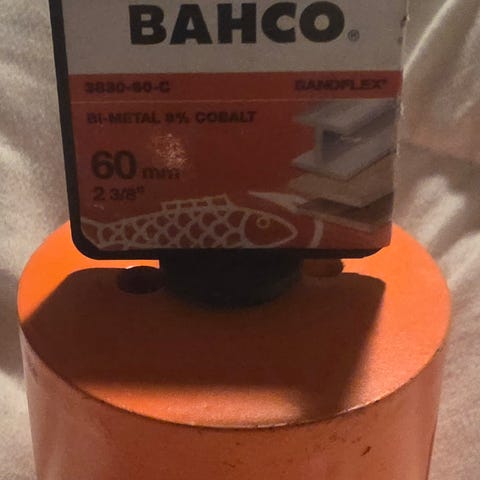 BAHCO®
3830-60-C SANDFLEX®
BI-METAL 8% COBALT
60 mm
2 3/8"